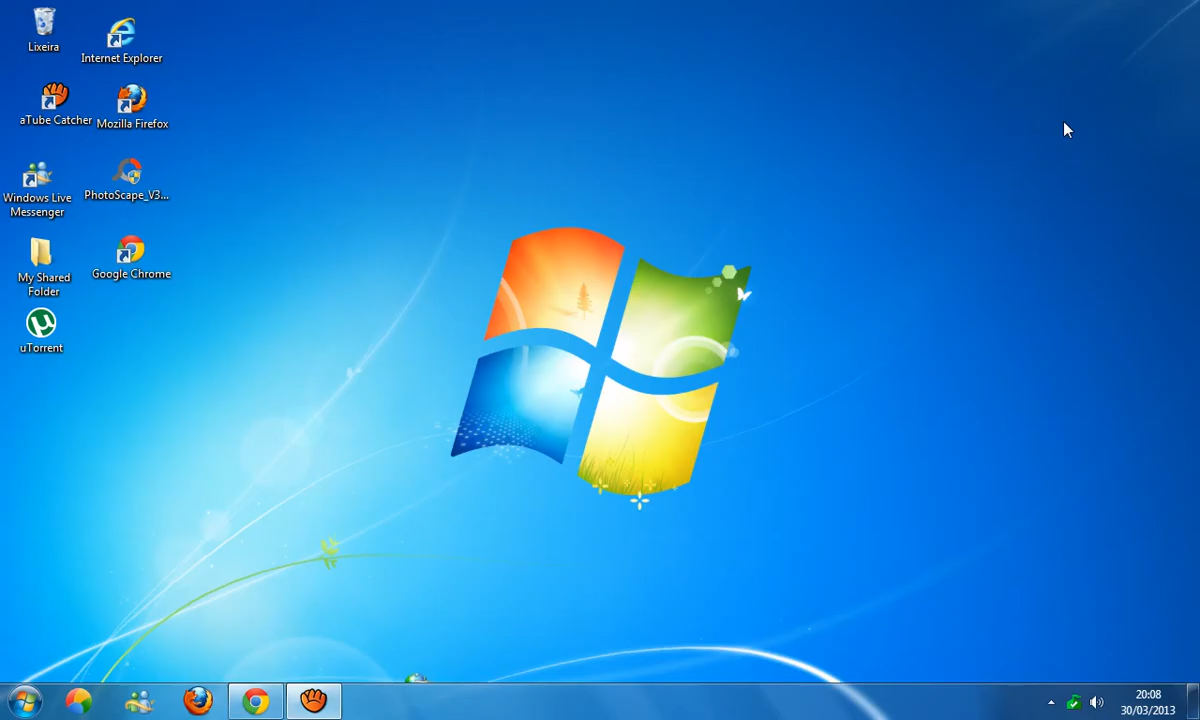 Lixeira
Internet Explorer
aTube Catcher
Mozilla Firefox
Windows Live
Messenger
PhotoScape_V3...
My Shared
Folder
Google Chrome
uTorrent
20:08
30/03/2013